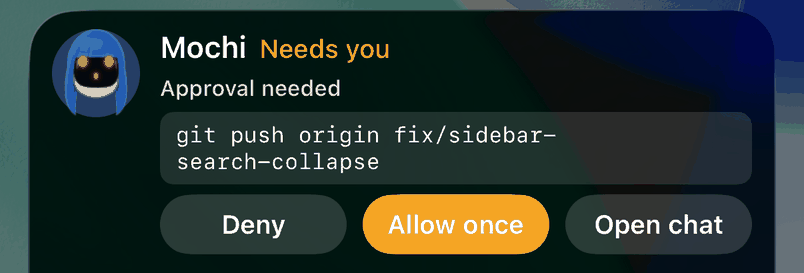 Mochi Needs you
Approval needed
git push origin fix/sidebar-
search-collapse
Deny Allow once Open chat